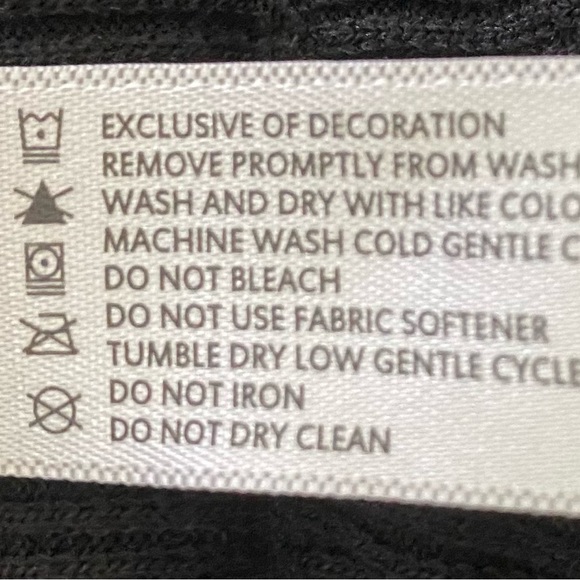 EXCLUSIVE OF DECORATION
REMOVE PROMPTLY FROM WASH
WASH AND DRY WITH LIKE COLO
MACHINE WASH COLD GENTLE C
DO NOT BLEACH
DO NOT USE FABRIC SOFTENER
TUMBLE DRY LOW GENTLE CYCLE
DO NOT IRON
DO NOT DRY CLEAN